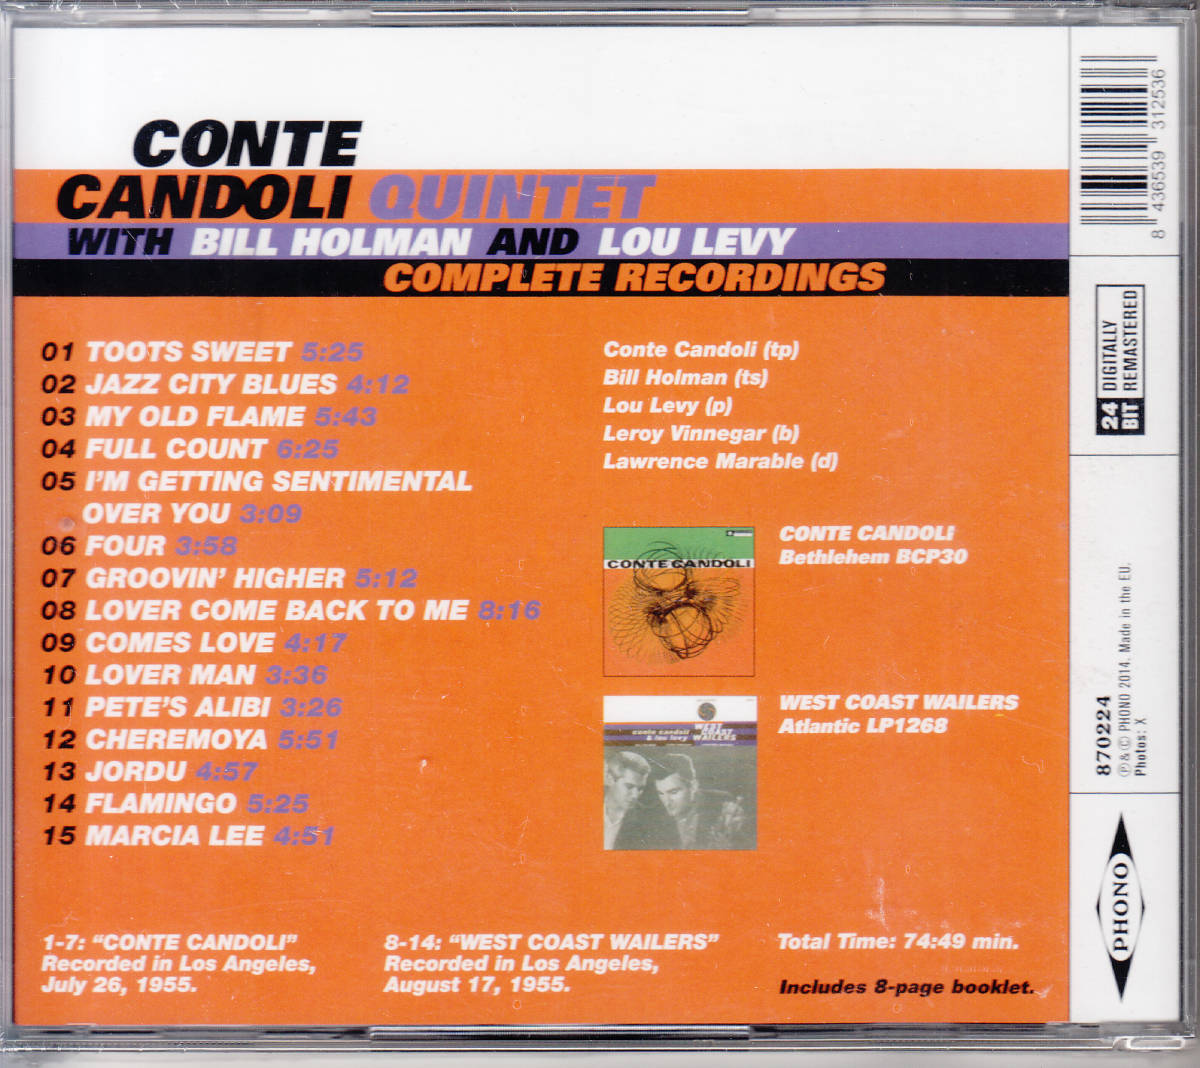 CONTE
CANDOLI QUINTET
WITH BILL HOLMAN AND LOU LEVY
COMPLETE RECORDINGS
01 TOOTS SWEET 5:25
02 JAZZ CITY BLUES 4:12
03 MY OLD FLAME 5:43
04 FULL COUNT 6:25
05 I'M GETTING SENTIMENTAL
OVER YOU 3:09
06 FOUR 3:58
07 GROOVIN' HIGHER 5:12
08 LOVER COME BACK TO ME 8:16
09 COMES LOVE 4:17
10 LOVER MAN 3:36
11 PETE'S ALIBI 3:26
12 CHEREMOYA 5:51
13 JORDU 4:57
14 FLAMINGO 5:25
15 MARCIA LEE 4:51
Conte Candoli (tp)
Bill Holman (ts)
Lou Levy (p)
Leroy Vinnegar (b)
Lawrence Marable (d)
CONTE CANDOLI
CONTE CANDOLI
Bethlehem BCP30
WEST COAST WAILERS
conte candoli
& lou levy
WEST COAST WAILERS
Atlantic LP1268
1-7: "CONTE CANDOLI"
Recorded in Los Angeles,
July 26, 1955.
8-14: "WEST COAST WAILERS"
Recorded in Los Angeles,
August 17, 1955.
Total Time: 74:49 min.
Includes 8-page booklet.
8 436539 312536
24 BIT
DIGITALLY
REMASTERED
870224
℗&© PHONO 2014. Made in the EU.
Photos: X
PHONO